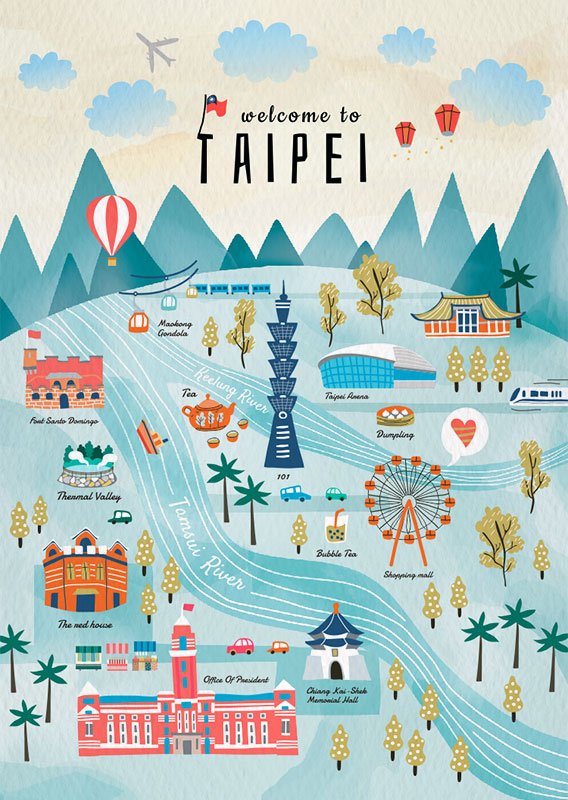 welcome to
TAIPEI
Maokong
Gondola
Keelung River
Taipei Arena
Tea
Fort Santo Domingo
Dumpling
101
Thermal Valley
Tamsui River
Bubble Tea
Shopping mall
The red house
Office Of President
Chiang Kai-Shek
Memorial Hall